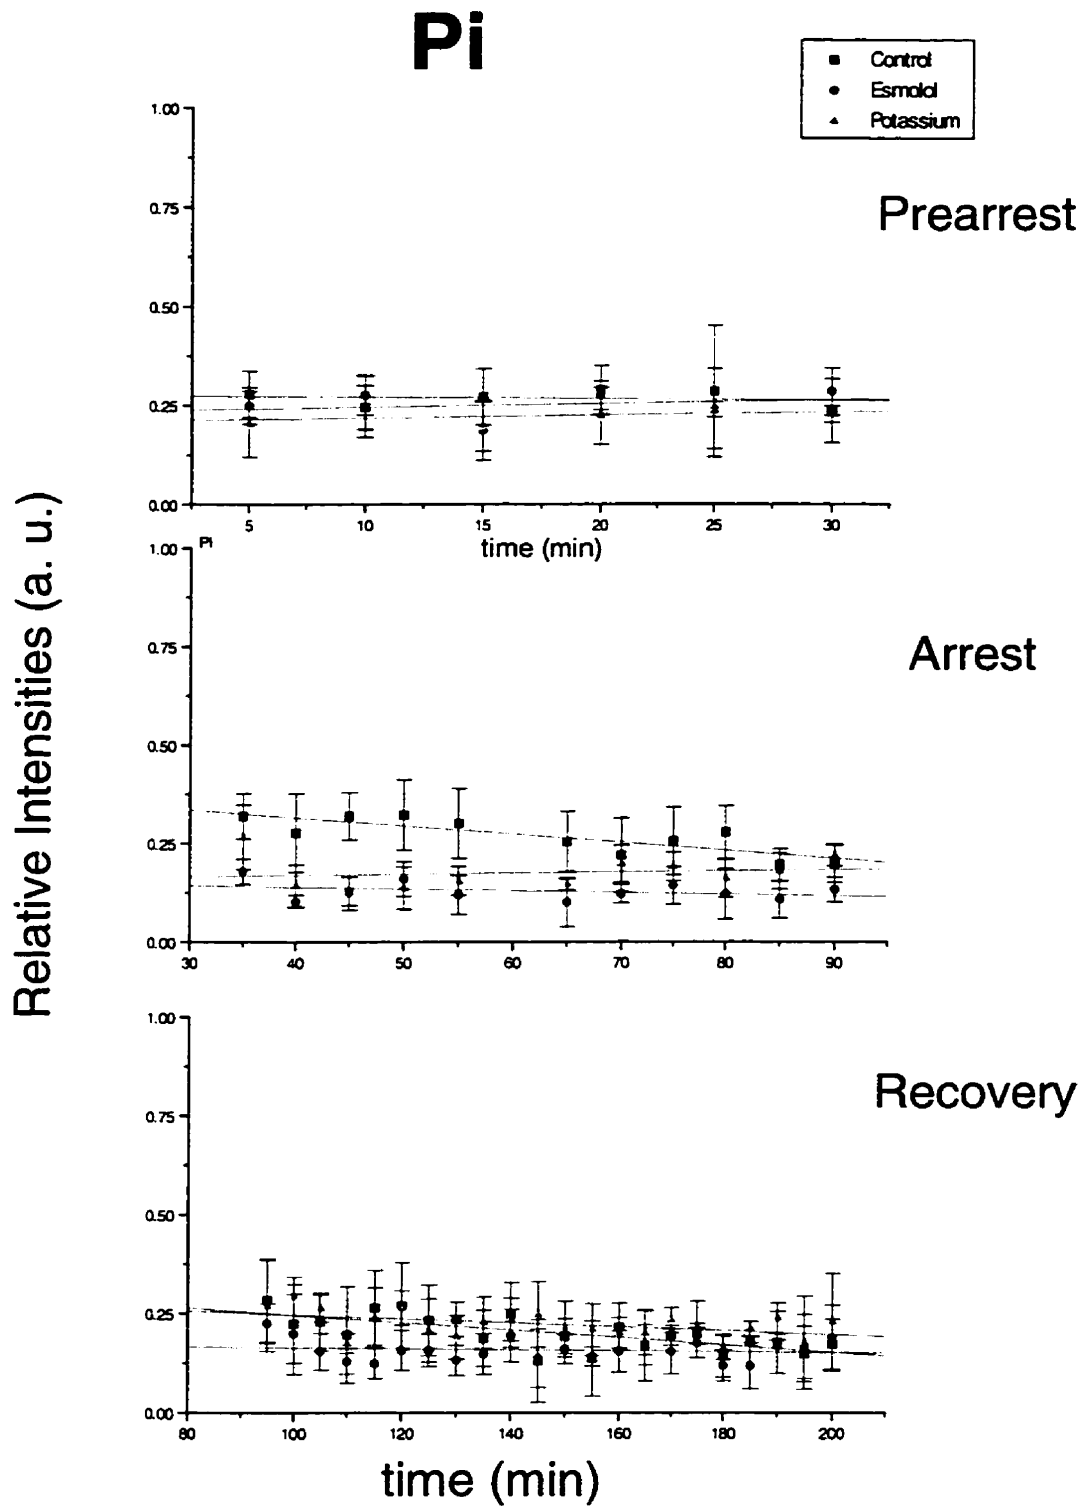 Pi
Control
Esmolol
Potassium
1.00
0.75
0.50
0.25
0.00
Prearrest
5 10 15 20 25 30
time (min)
Relative Intensities (a. u.)
Pi
1.00
0.75
0.50
0.25
0.00
Arrest
30 40 50 60 70 80 90
1.00
0.75
0.50
0.25
0.00
Recovery
80 100 120 140 160 180 200
time (min)